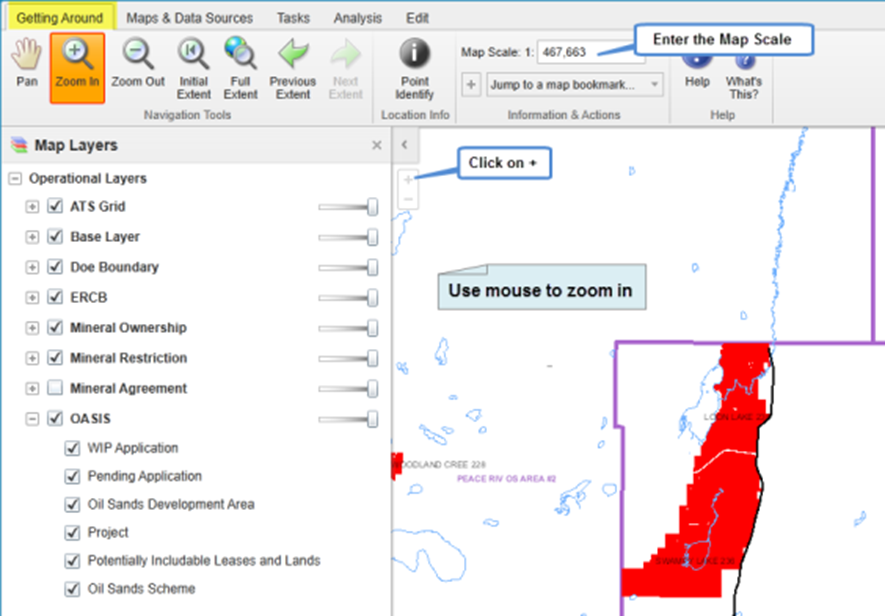 Getting Around Maps & Data Sources Tasks Analysis Edit
Map Scale: 1: 467,663
Enter the Map Scale
Pan
Zoom In
Zoom Out
Initial
Extent
Full
Extent
Previous
Extent
Next
Extent
Point
Identify
Jump to a map bookmark...
Help
What's
This?
Navigation Tools
Location Info
Information & Actions
Help
Map Layers
Click on +
Operational Layers
ATS Grid
Base Layer
Doe Boundary
ERCB
Use mouse to zoom in
Mineral Ownership
Mineral Restriction
Mineral Agreement
OASIS
WIP Application
Pending Application
Oil Sands Development Area
Project
Potentially Includable Leases and Lands
Oil Sands Scheme
LOON LAKE
WOODLAND CREE 228
PEACE RIV OS AREA #2